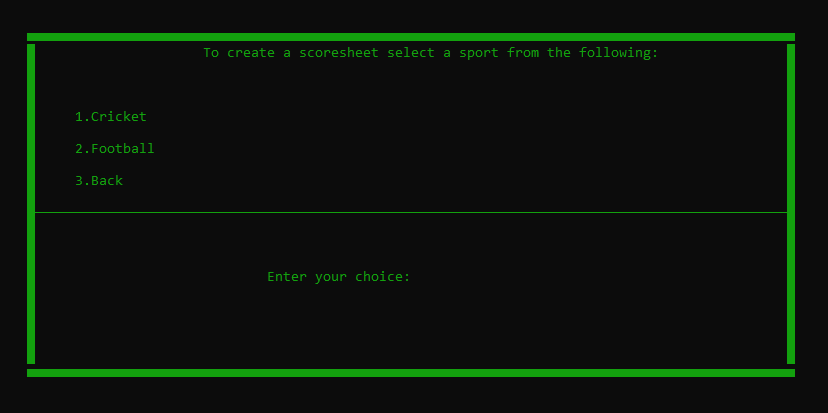 To create a scoresheet select a sport from the following:
1.Cricket
2.Football
3.Back
Enter your choice: